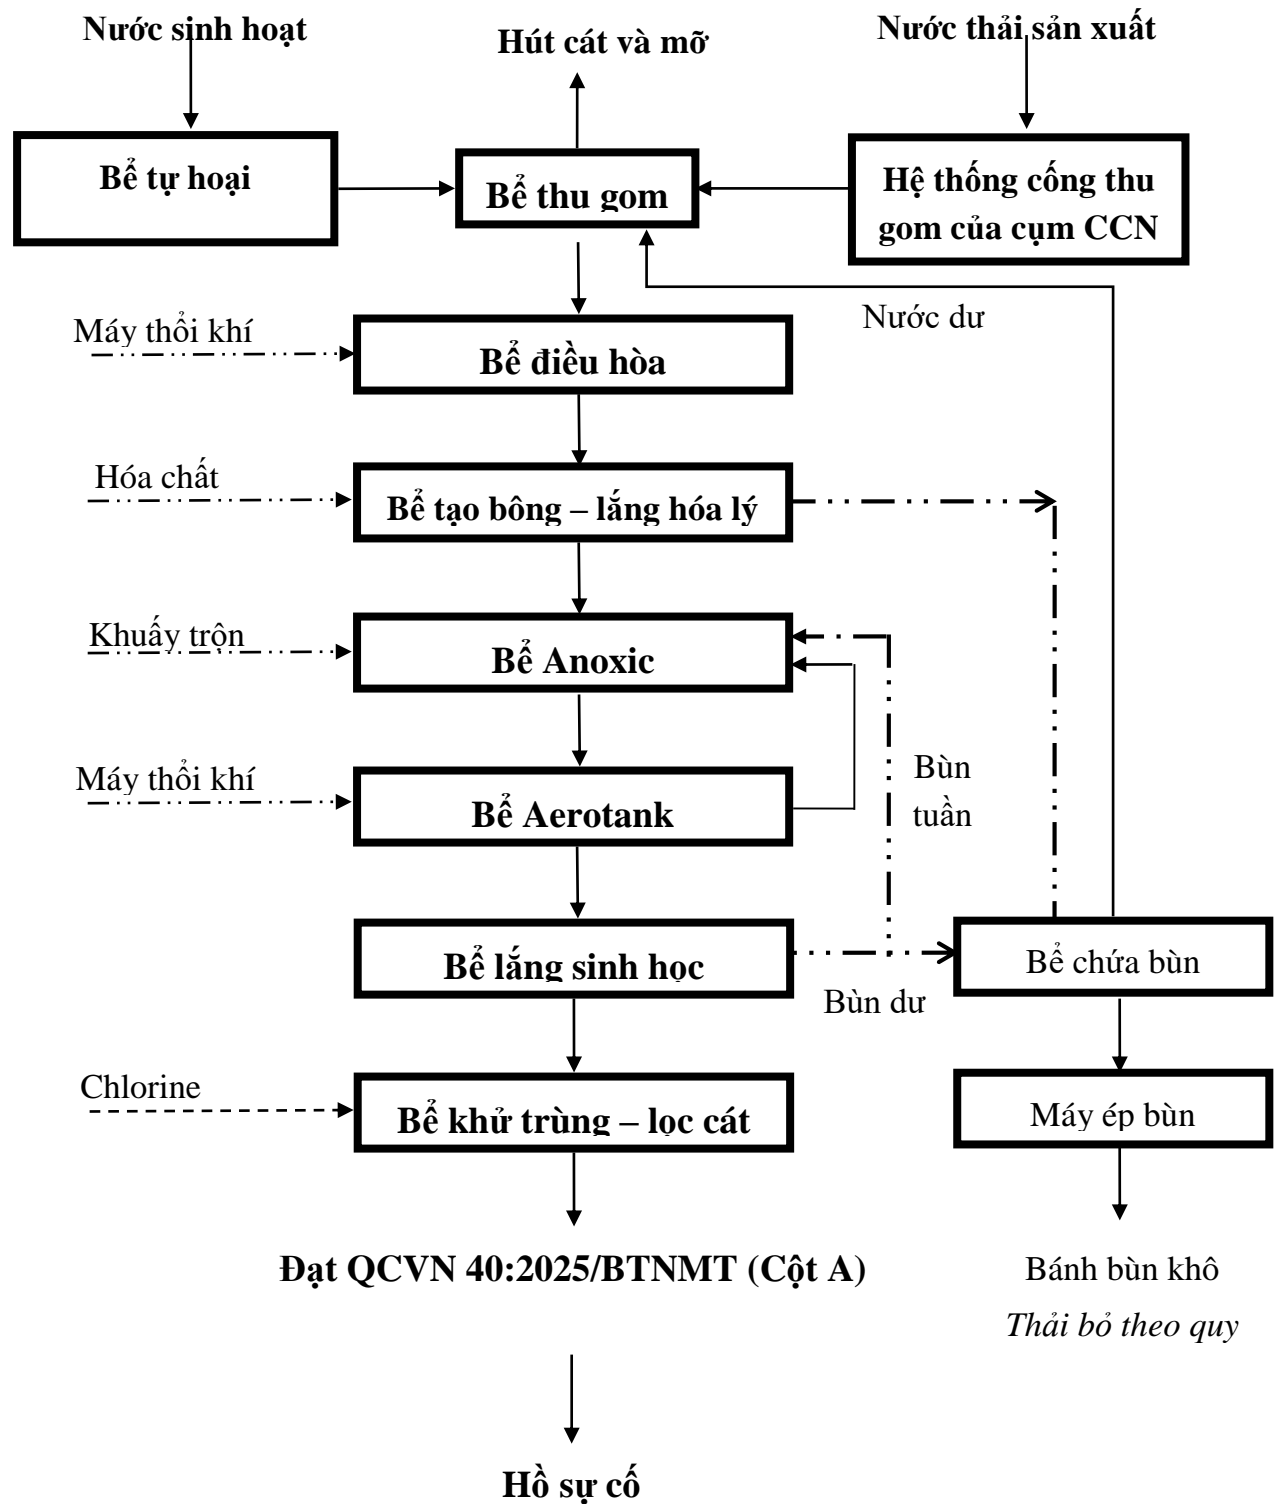 Nước sinh hoạt
Hút cát và mỡ
Nước thải sản xuất
Bể tự hoại
Bể thu gom
Hệ thống cống thu
gom của cụm CCN
Nước dư
Máy thổi khí
Bể điều hòa
Hóa chất
Bể tạo bông – lắng hóa lý
Khuấy trộn
Bể Anoxic
Máy thổi khí
Bể Aerotank
Bùn
tuần
Bể lắng sinh học
Bùn dư
Bể chứa bùn
Chlorine
Bể khử trùng – lọc cát
Máy ép bùn
Đạt QCVN 40:2025/BTNMT (Cột A)
Bánh bùn khô
Thải bỏ theo quy
Hồ sự cố